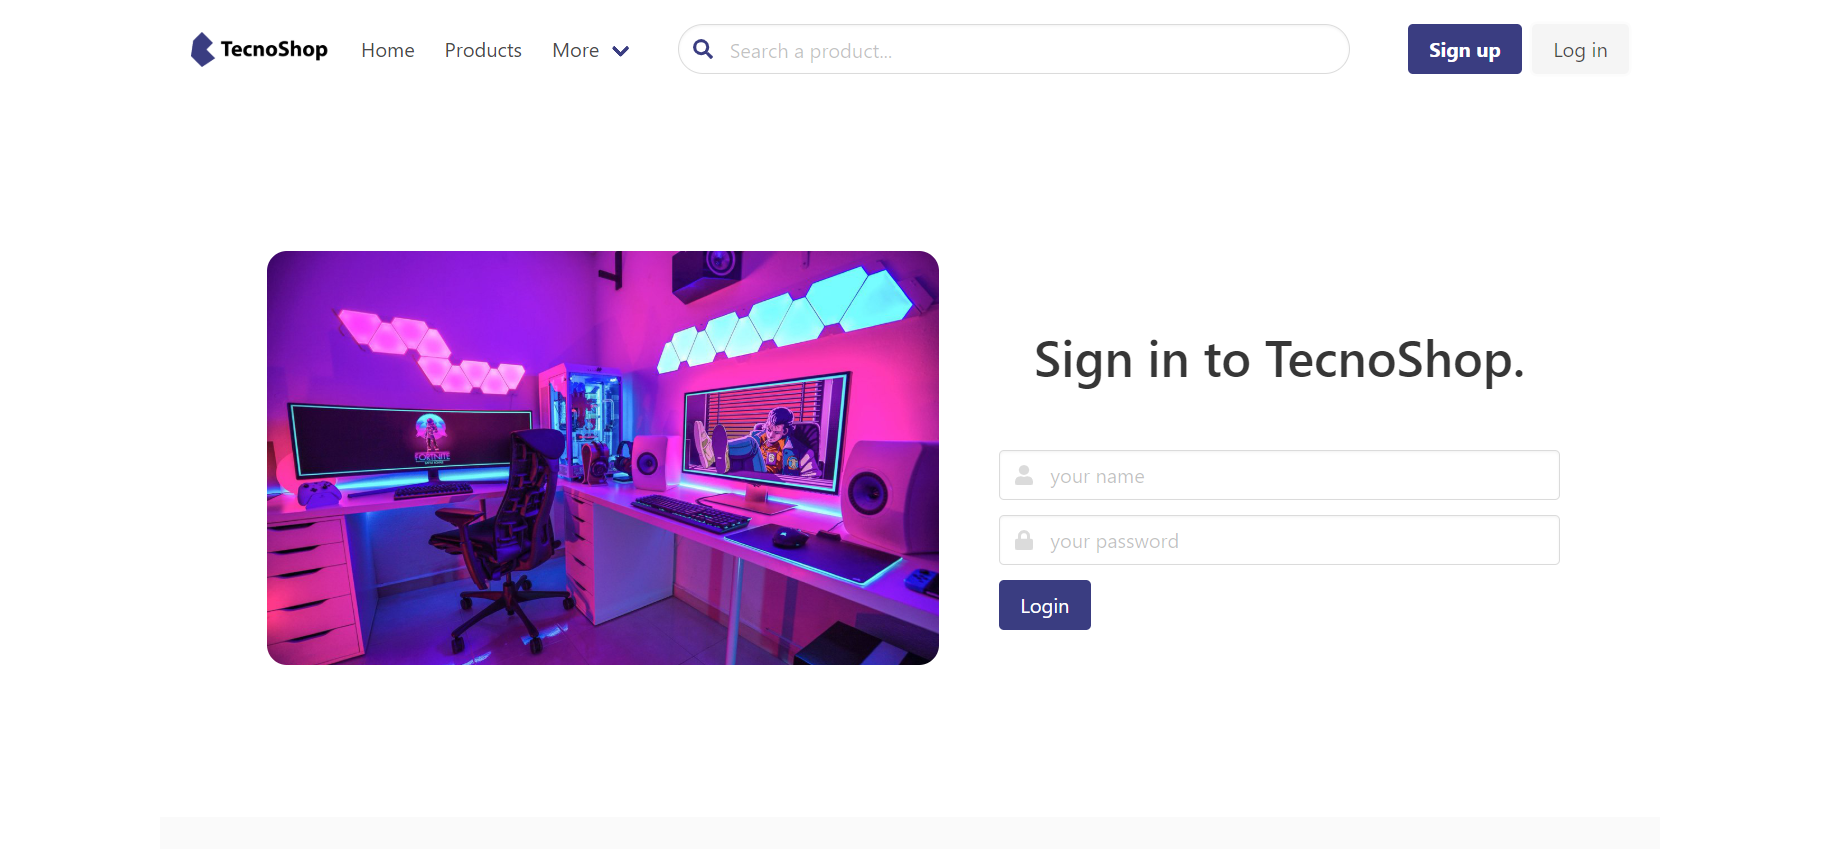 TecnoShop
Home
Products
More
Search a product...
Sign up
Log in
FORTNITE
Sign in to TecnoShop.
your name
your password
Login